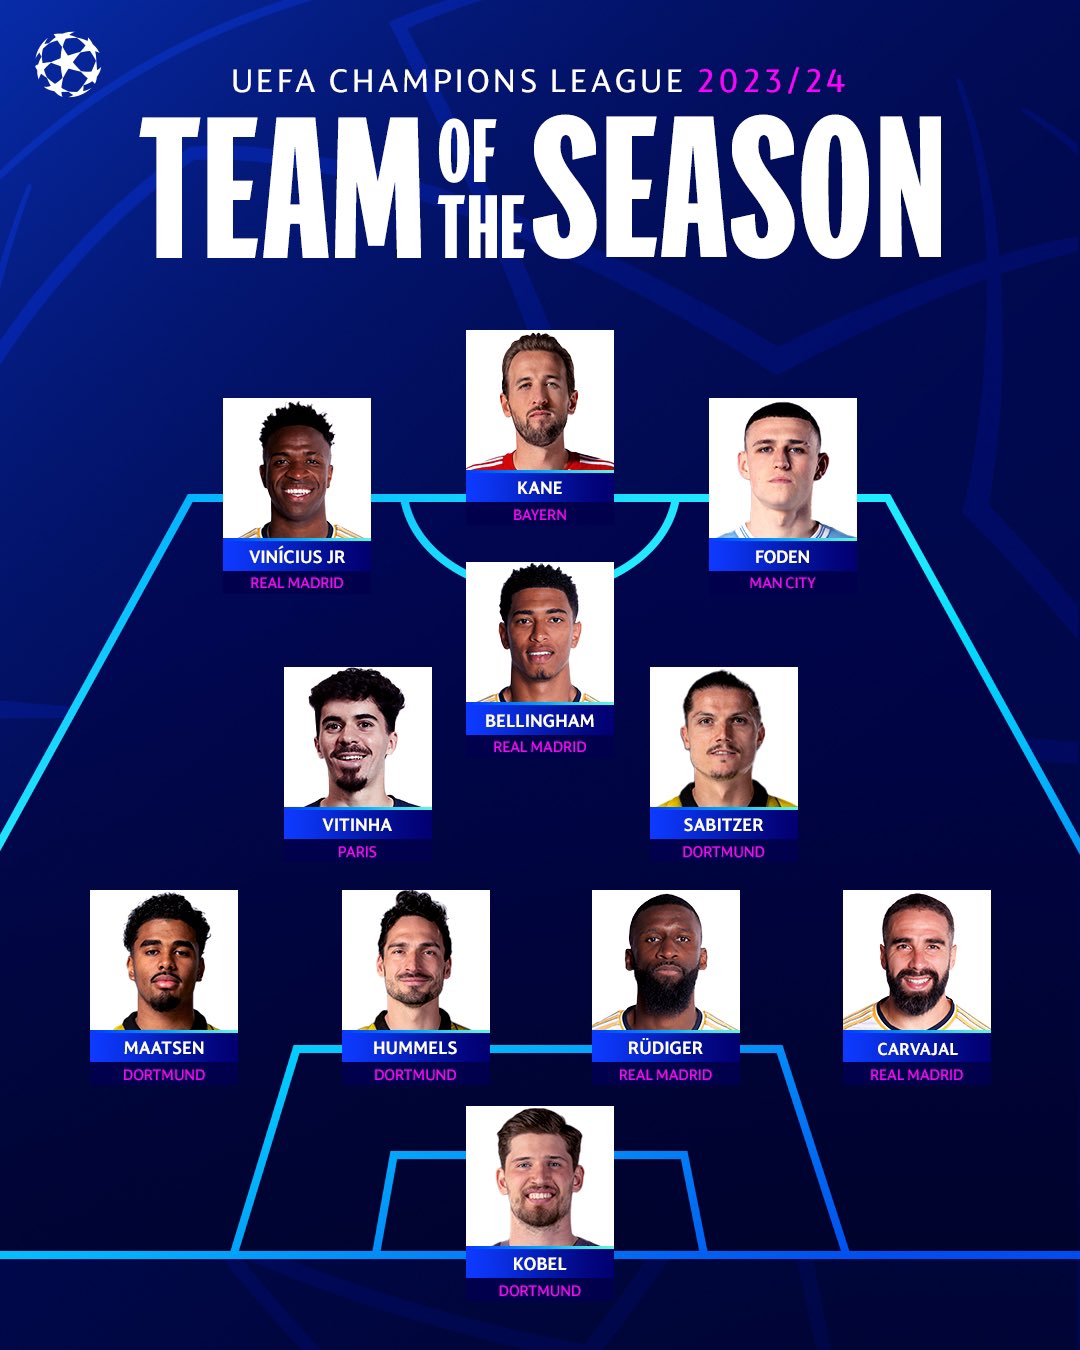 UEFA CHAMPIONS LEAGUE 2023/24
TEAM OF THE SEASON
KANE
BAYERN
VINÍCIUS JR
REAL MADRID
FODEN
MAN CITY
BELLINGHAM
REAL MADRID
VITINHA
PARIS
SABITZER
DORTMUND
MAATSEN
DORTMUND
HUMMELS
DORTMUND
RÜDIGER
REAL MADRID
CARVAJAL
REAL MADRID
KOBEL
DORTMUND